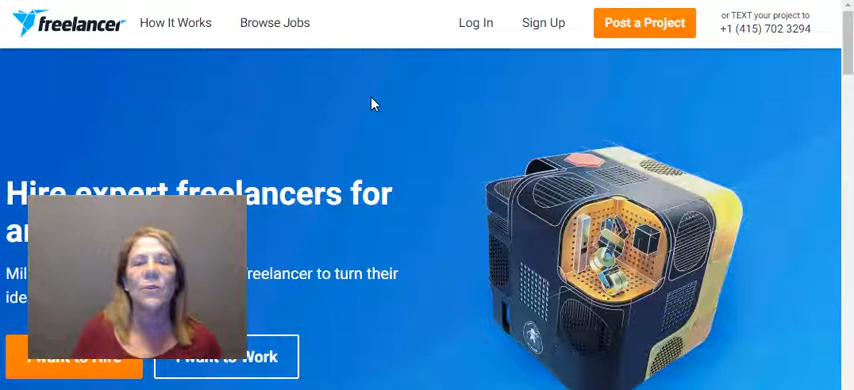 freelancer
How It Works
Browse Jobs
Log In
Sign Up
Post a Project
or TEXT your project to
+1 (415) 702 3294
Hire expert freelancers for
freelancer to turn their
I want to Work